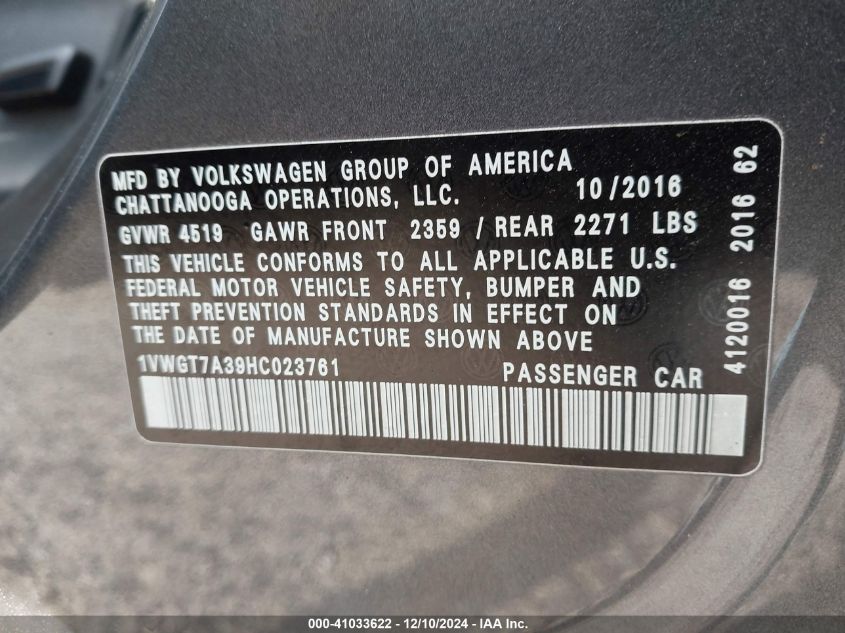 MFD BY VOLKSWAGEN GROUP OF AMERICA
CHATTANOOGA OPERATIONS, LLC. 10/2016
GVWR 4519 GAWR FRONT 2359 / REAR 2271 LBS
THIS VEHICLE CONFORMS TO ALL APPLICABLE U.S.
FEDERAL MOTOR VEHICLE SAFETY, BUMPER AND
THEFT PREVENTION STANDARDS IN EFFECT ON
THE DATE OF MANUFACTURE SHOWN ABOVE
1VWGT7A39HC023761 PASSENGER CAR
4120016 2016 62
000-41033622 - 12/10/2024 - IAA Inc.